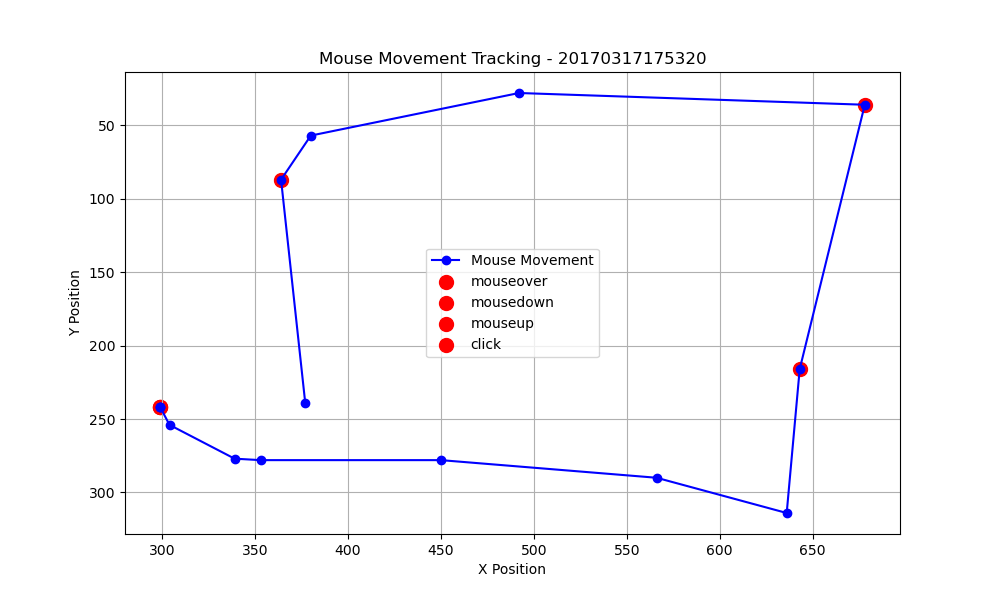 Mouse Movement Tracking - 20170317175320
Y Position
50
100
150
200
250
300
Mouse Movement
mouseover
mousedown
mouseup
click
300 350 400 450 500 550 600 650
X Position